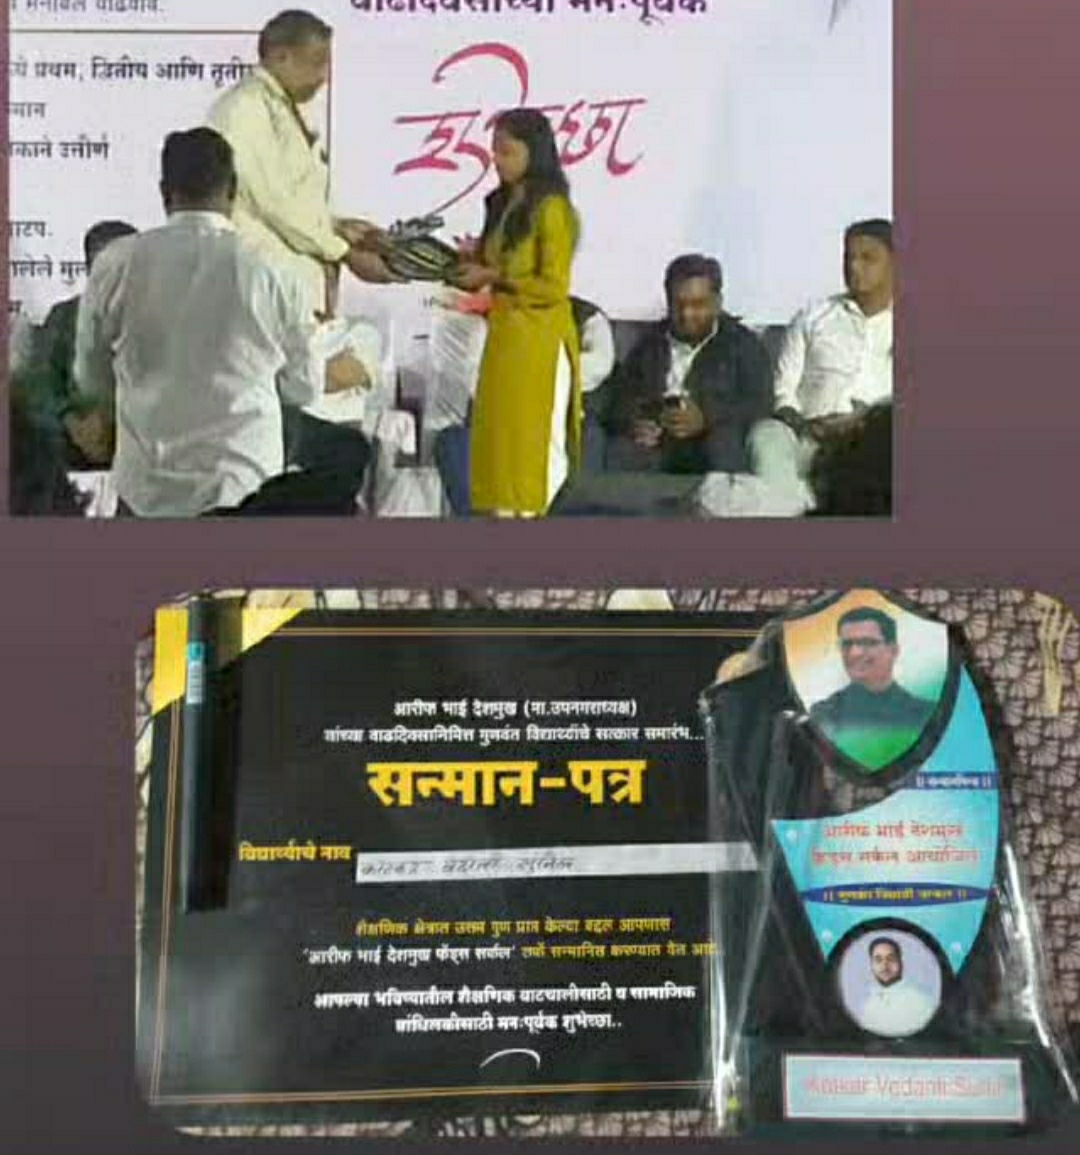 वाढदिवसाच्या मनःपूर्वक
शुभेच्छा
प्रथम, द्वितीय आणि
उत्तीर्ण
आरीफ भाई देशमुख (मा.उपनगराध्यक्ष)
यांच्या वाढदिवसानिमित्त गुणवंत विद्यार्थ्यांचे सत्कार समारंभ...
सन्मान-पत्र
विद्यार्थ्याचे नाव
शैक्षणिक क्षेत्रात उत्तम गुण प्राप्त केल्या बद्दल आपणास
'आरीफ भाई देशमुख फ्रेंड्स सर्कल' तर्फे सन्मानित करण्यात येत
आपल्या भविष्यातील शैक्षणिक वाटचालीसाठी व सामाजिक
बांधिलकीसाठी मनःपूर्वक शुभेच्छा..
|| सन्मानचिन्ह ||
आरीफ भाई देशमुख
फ्रेंड्स सर्कल आयोजित
|| गुणवंत विद्यार्थी सत्कार ||